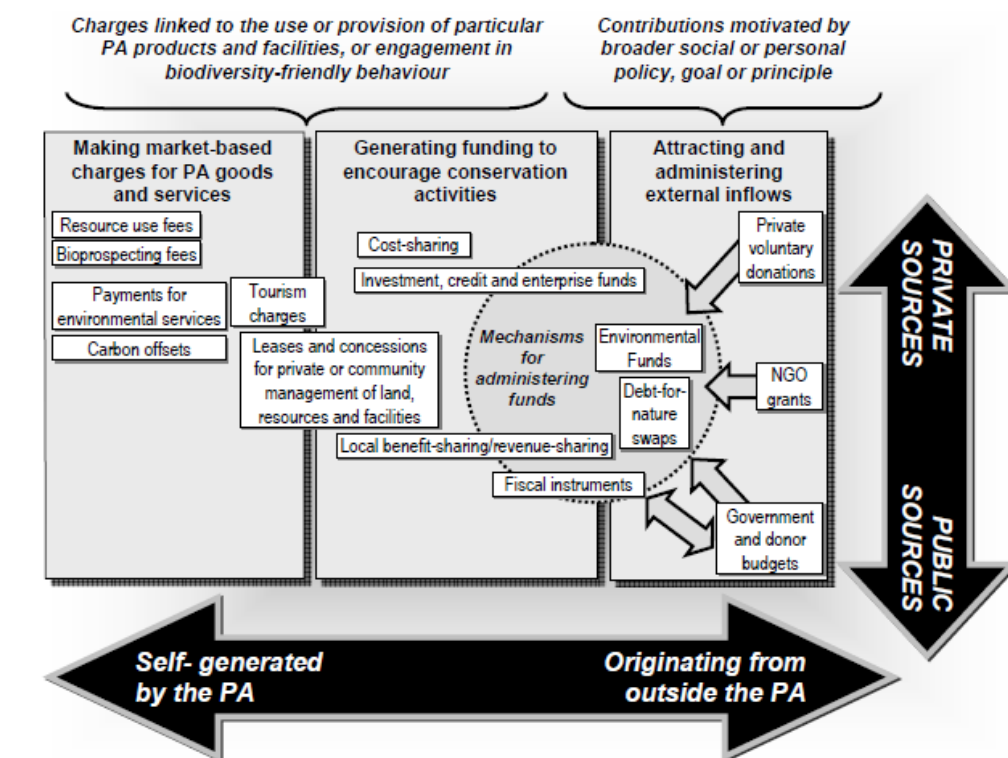 Charges linked to the use or provision of particular
PA products and facilities, or engagement in
biodiversity-friendly behaviour
Contributions motivated by
broader social or personal
policy, goal or principle
Making market-based
charges for PA goods
and services
Generating funding to
encourage conservation
activities
Attracting and
administering
external inflows
Resource use fees
Bioprospecting fees
Payments for
environmental services
Carbon offsets
Tourism
charges
Leases and concessions
for private or community
management of land,
resources and facilities
Cost-sharing
Investment, credit and enterprise funds
Mechanisms
for
administering
funds
Environmental
Funds
Debt-for-
nature
swaps
Local benefit-sharing/revenue-sharing
Fiscal instruments
Private
voluntary
donations
NGO
grants
Government
and donor
budgets
PRIVATE
SOURCES
PUBLIC
SOURCES
Self- generated
by the PA
Originating from
outside the PA